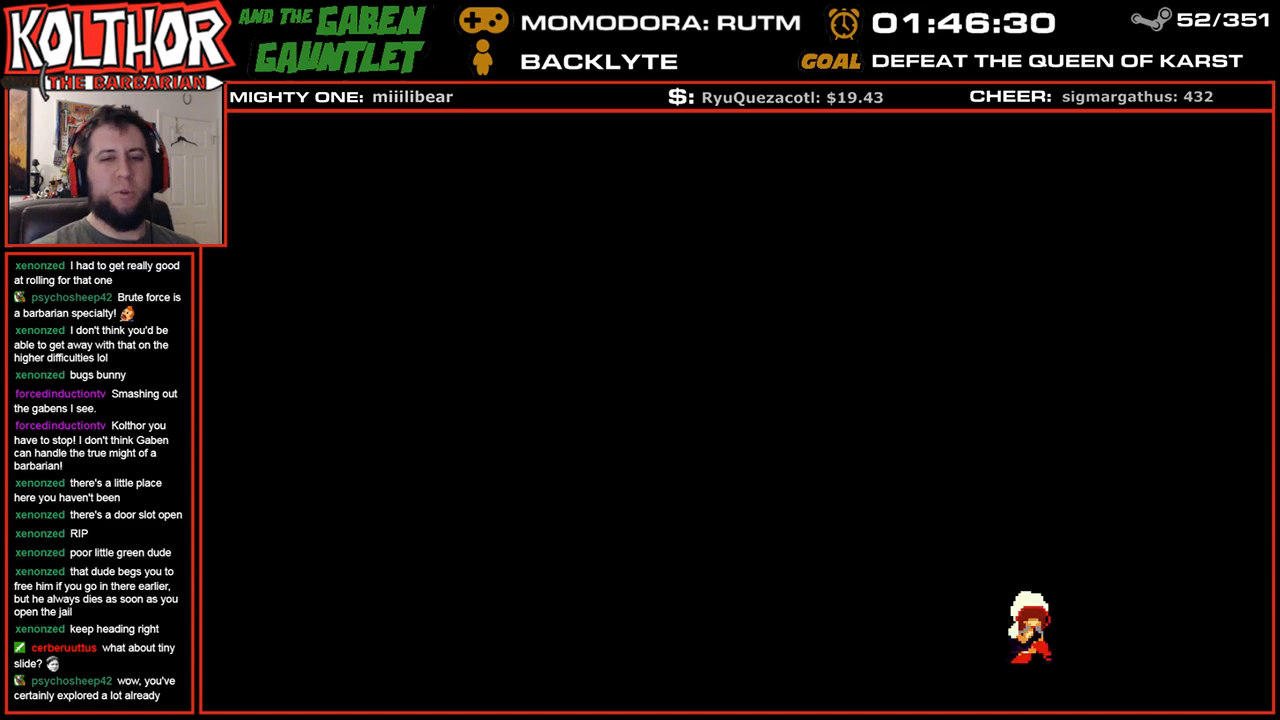 KOLTHOR
THE BARBARIAN
AND THE GABEN
GAUNTLET
MOMODORA: RUTM
BACKLYTE
01:46:30
52/351
GOAL DEFEAT THE QUEEN OF KARST
MIGHTY ONE: miiilibear
$: RyuQuezacotl: $19.43
CHEER: sigmargathus: 432
xenonzed I had to get really good
at rolling for that one
psychosheep42 Brute force is
a barbarian specialty!
xenonzed I don't think you'd be
able to get away with that on the
higher difficulties lol
xenonzed bugs bunny
forcedinductiontv Smashing out
the gabens I see.
forcedinductiontv Kolthor you
have to stop! I don't think Gaben
can handle the true might of a
barbarian!
xenonzed there's a little place
here you haven't been
xenonzed there's a door slot open
xenonzed RIP
xenonzed poor little green dude
xenonzed that dude begs you to
free him if you go in there earlier,
but he always dies as soon as you
open the jail
xenonzed keep heading right
cerberuuttus what about tiny
slide?
psychosheep42 wow, you've
certainly explored a lot already